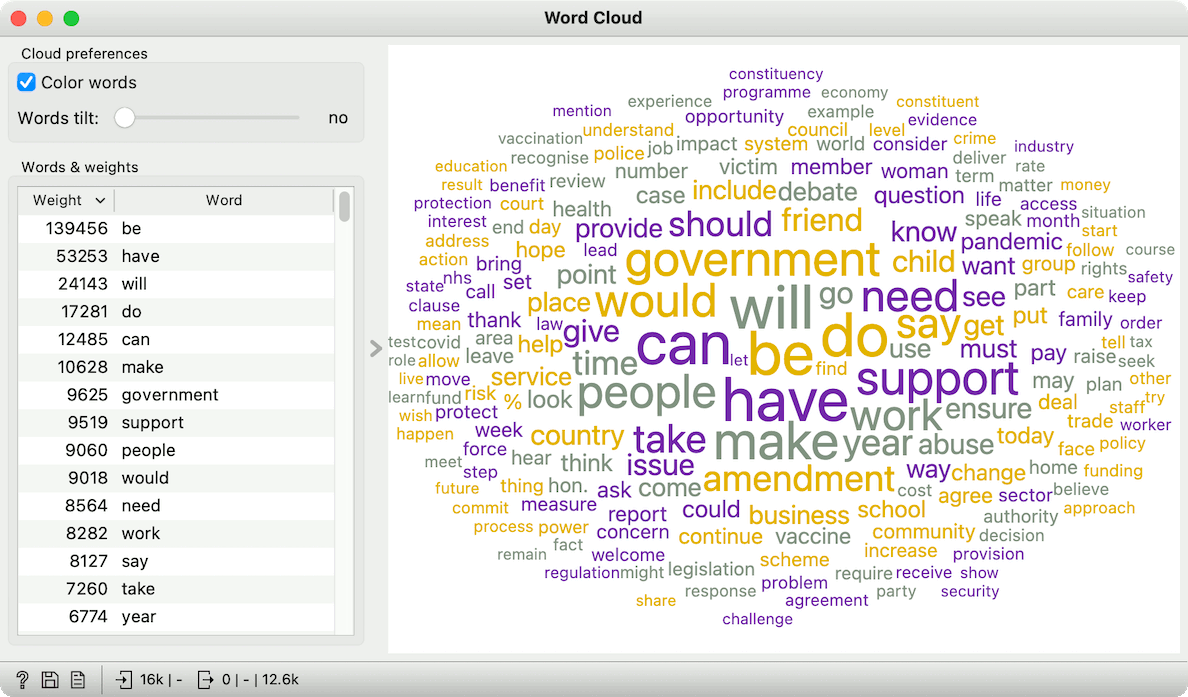 Word Cloud
Cloud preferences
Color words
Words tilt: no
Words & weights
Weight Word
139456 be
53253 have
24143 will
17281 do
12485 can
10628 make
9625 government
9519 support
9060 people
9018 would
8564 need
8282 work
8127 say
7260 take
6774 year
constituency
programme economy
experience constituent
mention opportunity example evidence
understand council level
vaccination job impact system world consider crime industry
recognise police deliver
education number victim member woman term rate
result benefit review case include debate question life matter money
protection court health access
interest end day provide should friend speak month situation
address hope lead know pandemic start
action bring government child want group follow course
state nhs call set point rights safety
clause place would will go need see part care keep
mean thank law give do say get put family order
test covid area help can let be use must pay tell tax
role allow leave time find raise seek
live move service people support may plan other
learn fund risk % look have work ensure deal staff try
wish protect trade worker
happen week country take make year abuse today face policy
force hear
meet step think issue way change home funding
future thing hon. ask come amendment cost agree sector believe
commit measure report could business school authority approach
process power concern continue vaccine community decision
remain fact welcome scheme increase provision
regulation might legislation require receive show
response problem party security
share agreement
challenge
16k | - 0 | - | 12.6k